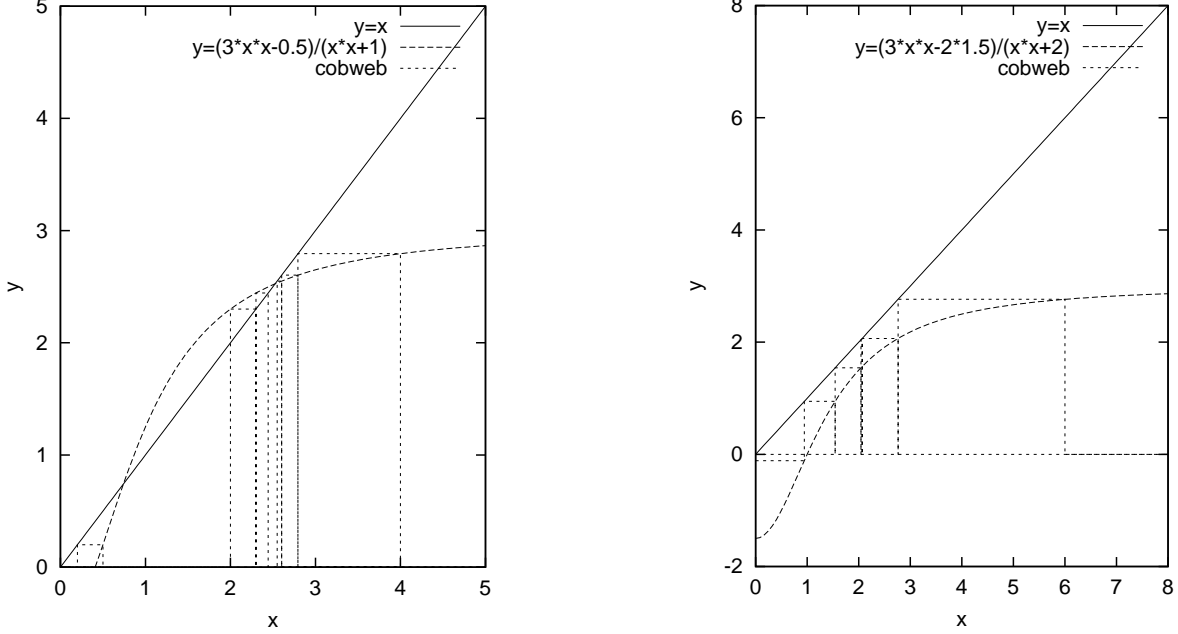 5
4
3
2
1
0
y
0 1 2 3 4 5
x
y=x
y=(3*x*x-0.5)/(x*x+1)
cobweb
8
6
4
2
0
-2
y
0 1 2 3 4 5 6 7 8
x
y=x
y=(3*x*x-2*1.5)/(x*x+2)
cobweb